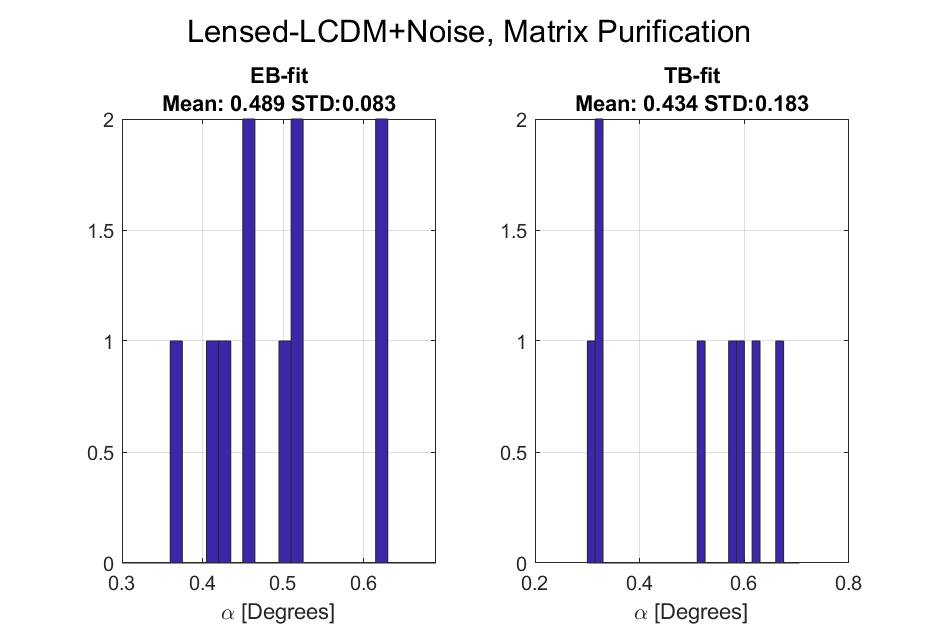 Lensed-LCDM+Noise, Matrix Purification
EB-fit
Mean: 0.489 STD:0.083
2
1.5
1
0.5
0
0.3 0.4 0.5 0.6
α [Degrees]
TB-fit
Mean: 0.434 STD:0.183
2
1.5
1
0.5
0
0.2 0.4 0.6 0.8
α [Degrees]